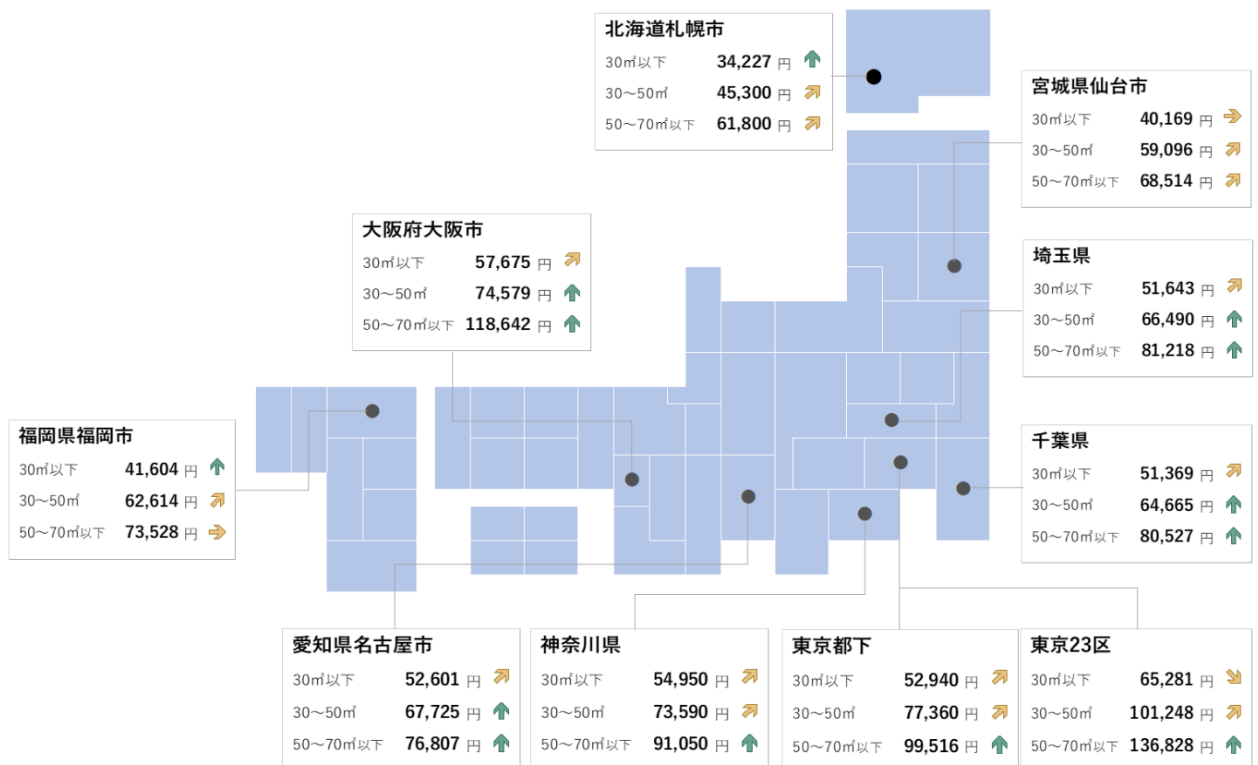 北海道札幌市
30㎡以下 34,227 円
30～50㎡ 45,300 円
50～70㎡以下 61,800 円
宮城県仙台市
30㎡以下 40,169 円
30～50㎡ 59,096 円
50～70㎡以下 68,514 円
大阪府大阪市
30㎡以下 57,675 円
30～50㎡ 74,579 円
50～70㎡以下 118,642 円
埼玉県
30㎡以下 51,643 円
30～50㎡ 66,490 円
50～70㎡以下 81,218 円
福岡県福岡市
30㎡以下 41,604 円
30～50㎡ 62,614 円
50～70㎡以下 73,528 円
千葉県
30㎡以下 51,369 円
30～50㎡ 64,665 円
50～70㎡以下 80,527 円
愛知県名古屋市
30㎡以下 52,601 円
30～50㎡ 67,725 円
50～70㎡以下 76,807 円
神奈川県
30㎡以下 54,950 円
30～50㎡ 73,590 円
50～70㎡以下 91,050 円
東京都下
30㎡以下 52,940 円
30～50㎡ 77,360 円
50～70㎡以下 99,516 円
東京23区
30㎡以下 65,281 円
30～50㎡ 101,248 円
50～70㎡以下 136,828 円